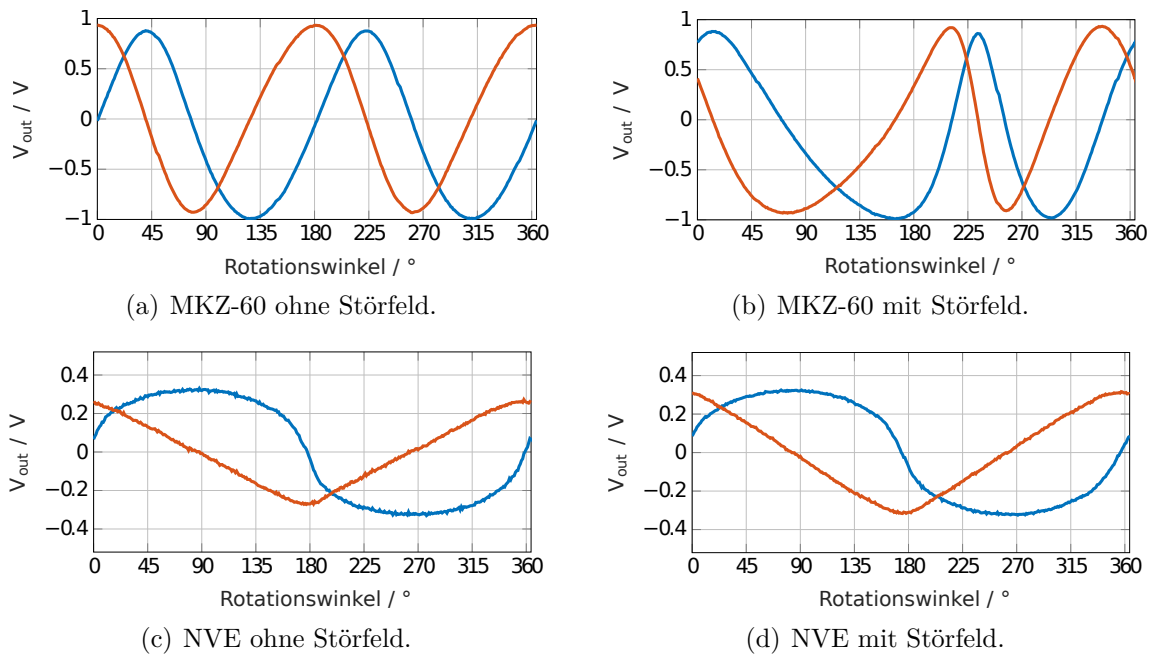 1
0.5
0
−0.5
−1
V_out / V
0 45 90 135 180 225 270 315 360
Rotationswinkel / °
(a) MKZ-60 ohne Störfeld.
1
0.5
0
−0.5
−1
V_out / V
0 45 90 135 180 225 270 315 360
Rotationswinkel / °
(b) MKZ-60 mit Störfeld.
0.4
0.2
0
−0.2
−0.4
V_out / V
0 45 90 135 180 225 270 315 360
Rotationswinkel / °
(c) NVE ohne Störfeld.
0.4
0.2
0
−0.2
−0.4
V_out / V
0 45 90 135 180 225 270 315 360
Rotationswinkel / °
(d) NVE mit Störfeld.